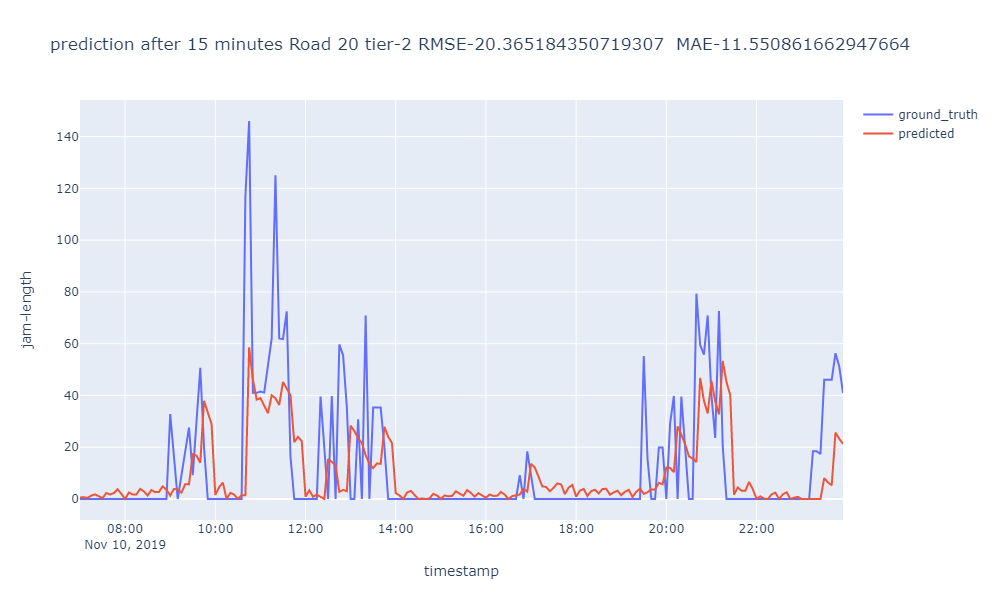 prediction after 15 minutes Road 20 tier-2 RMSE-20.365184350719307  MAE-11.550861662947664
ground_truth
predicted
140
120
100
80
60
40
20
0
jam-length
08:00 10:00 12:00 14:00 16:00 18:00 20:00 22:00
Nov 10, 2019
timestamp